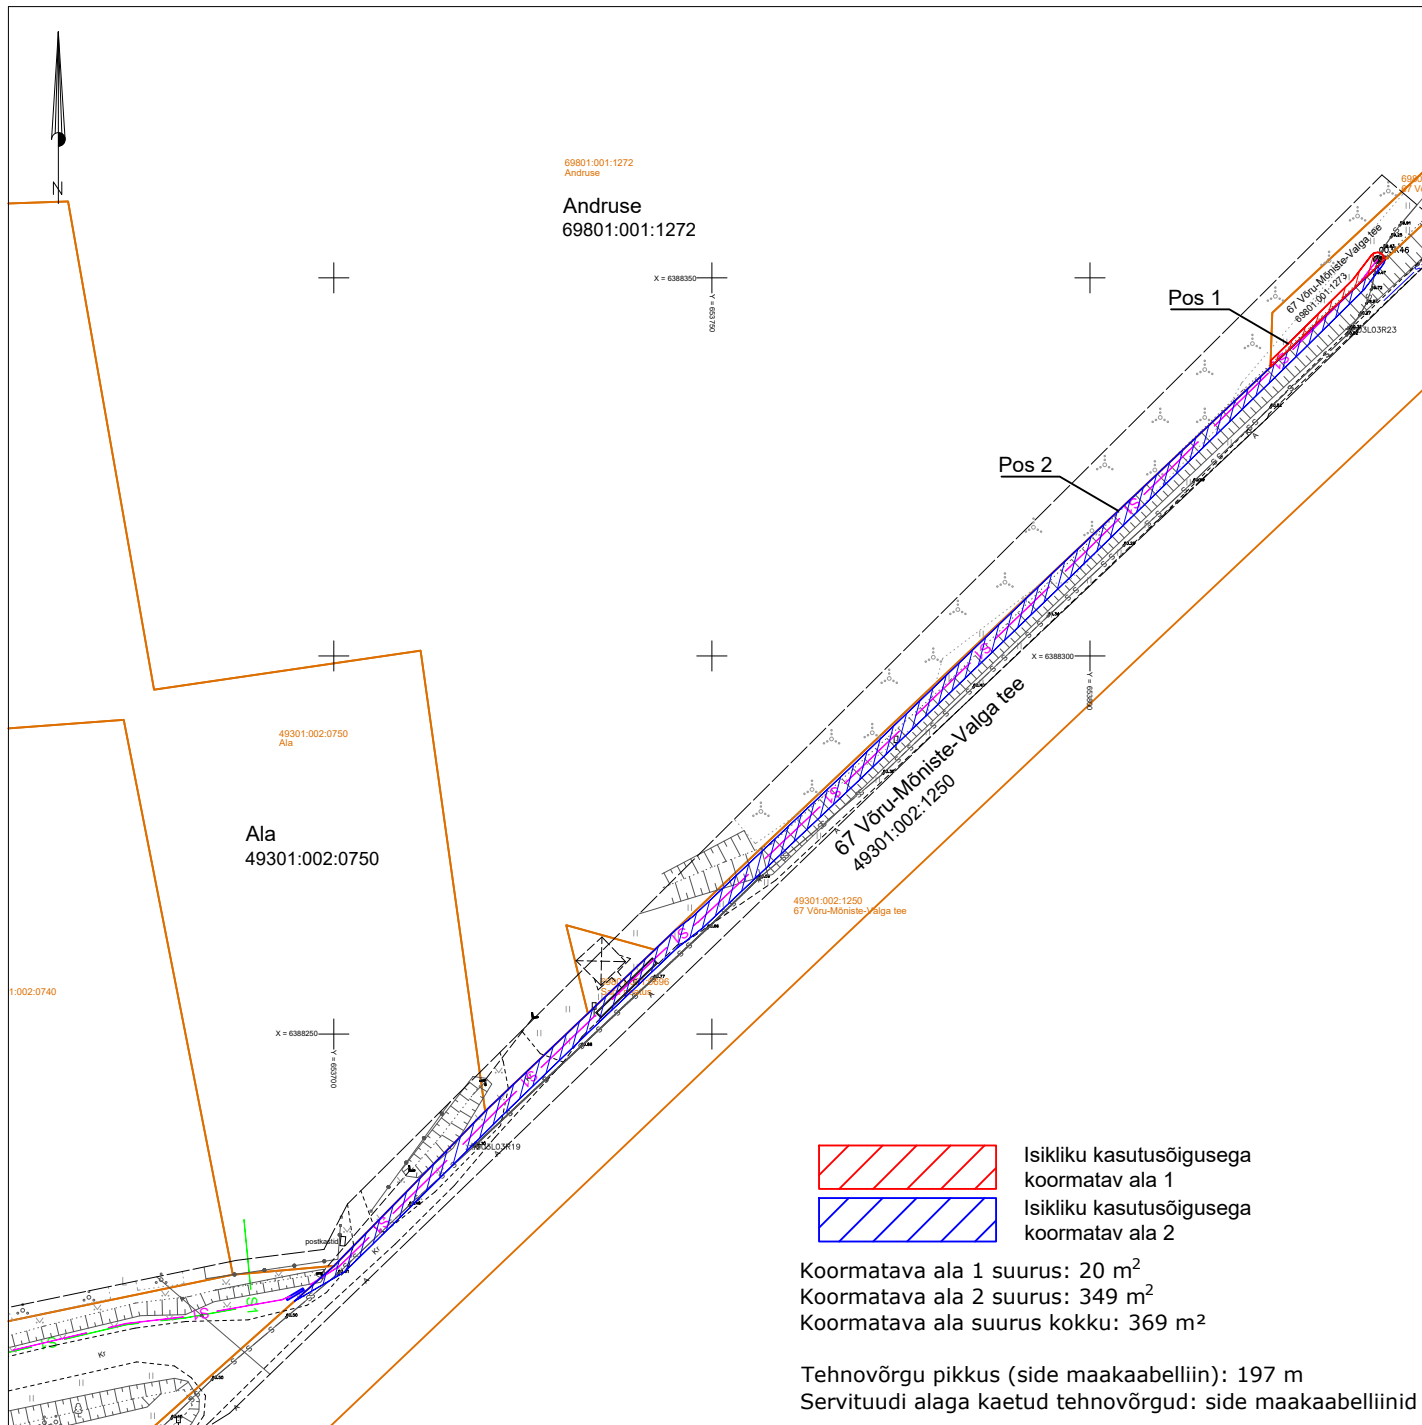 N
69801:001:1272
Andruse
Andruse
69801:001:1272
X = 6388350
Y = 653750
Pos 1
67 Võru-Mõniste-Valga tee
69801:001:1273
Pos 2
X = 6388300
67 Võru-Mõniste-Valga tee
49301:002:1250
49301:002:0750
Ala
Ala
49301:002:0750
49301:002:1250
67 Võru-Mõniste-Valga tee
1:002:0740
X = 6388250
Y = 653700
postkastid
Kr
Kr
S1
Isikliku kasutusõigusega
koormatav ala 1
Isikliku kasutusõigusega
koormatav ala 2
Koormatava ala 1 suurus: 20 m²
Koormatava ala 2 suurus: 349 m²
Koormatava ala suurus kokku: 369 m²
Tehnovõrgu pikkus (side maakaabelliin): 197 m
Servituudi alaga kaetud tehnovõrgud: side maakaabelliinid